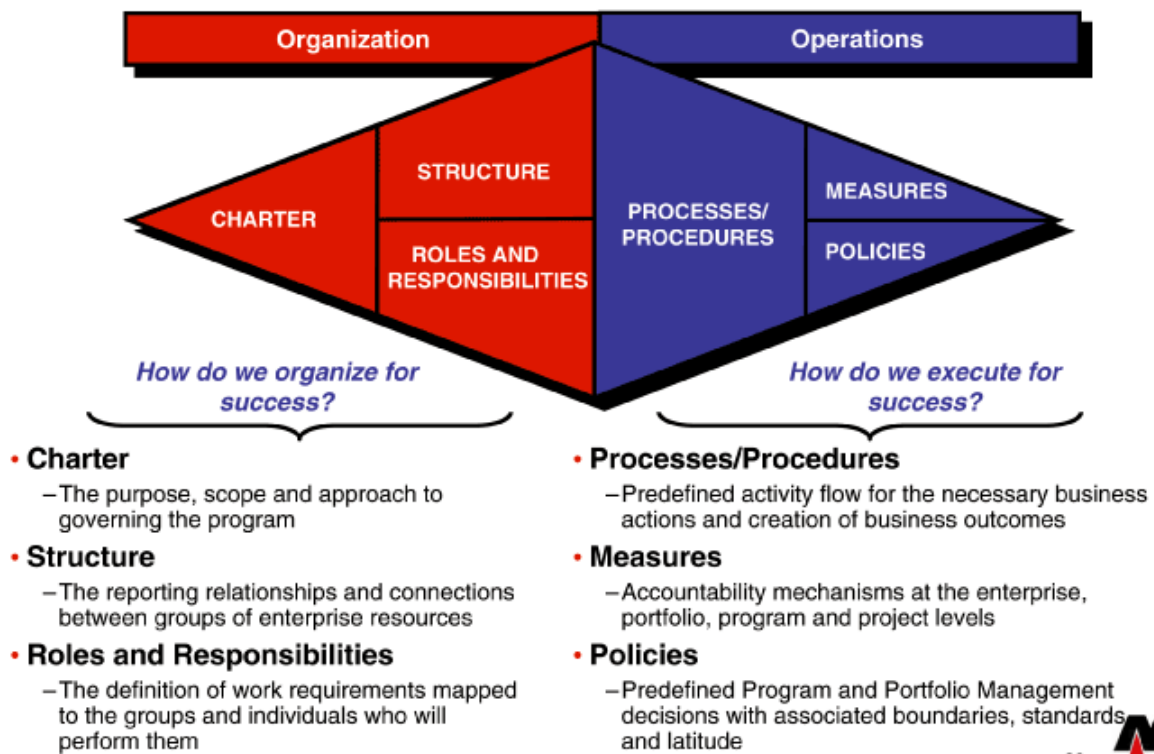 Organization
Operations
STRUCTURE
CHARTER
ROLES AND
RESPONSIBILITIES
PROCESSES/
PROCEDURES
MEASURES
POLICIES
How do we organize for
success?
• Charter
–The purpose, scope and approach to
governing the program
• Structure
–The reporting relationships and connections
between groups of enterprise resources
• Roles and Responsibilities
–The definition of work requirements mapped
to the groups and individuals who will
perform them
How do we execute for
success?
• Processes/Procedures
–Predefined activity flow for the necessary business
actions and creation of business outcomes
• Measures
–Accountability mechanisms at the enterprise,
portfolio, program and project levels
• Policies
–Predefined Program and Portfolio Management
decisions with associated boundaries, standards
and latitude